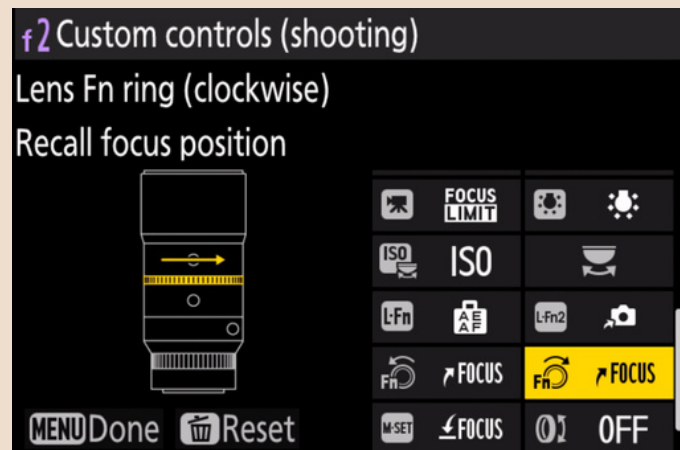 f2 Custom controls (shooting)
Lens Fn ring (clockwise)
Recall focus position
FOCUS LIMIT
ISO ISO
L-Fn AE AF L-Fn2
Fn FOCUS Fn FOCUS
M-SET FOCUS OFF
MENU Done Reset